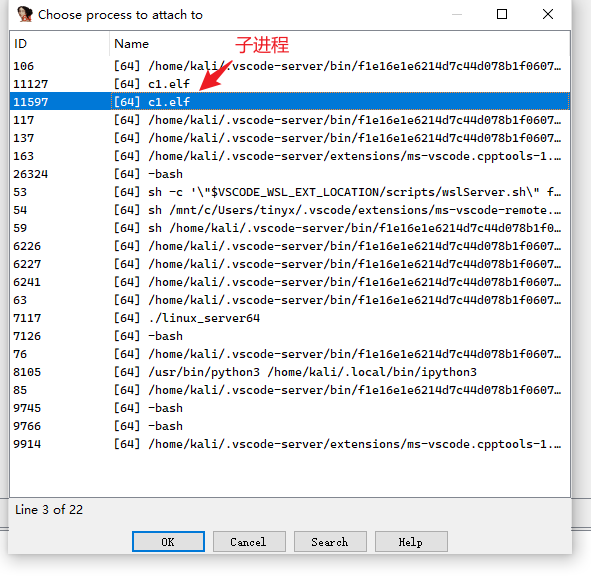 Choose process to attach to
ID Name
子进程
106 [64] /home/kali/.vscode-server/bin/f1e16e1e6214d7c44d078b1f0607…
11127 [64] c1.elf
11597 [64] c1.elf
117 [64] /home/kali/.vscode-server/bin/f1e16e1e6214d7c44d078b1f0607…
137 [64] /home/kali/.vscode-server/bin/f1e16e1e6214d7c44d078b1f0607…
163 [64] /home/kali/.vscode-server/extensions/ms-vscode.cpptools-1.…
26324 [64] -bash
53 [64] sh -c '\"$VSCODE_WSL_EXT_LOCATION/scripts/wslServer.sh\" f…
54 [64] sh /mnt/c/Users/tinyx/.vscode/extensions/ms-vscode-remote.…
59 [64] sh /home/kali/.vscode-server/bin/f1e16e1e6214d7c44d078b1f0…
6226 [64] /home/kali/.vscode-server/bin/f1e16e1e6214d7c44d078b1f0607…
6227 [64] /home/kali/.vscode-server/bin/f1e16e1e6214d7c44d078b1f0607…
6241 [64] /home/kali/.vscode-server/bin/f1e16e1e6214d7c44d078b1f0607…
63 [64] /home/kali/.vscode-server/bin/f1e16e1e6214d7c44d078b1f0607…
7117 [64] ./linux_server64
7126 [64] -bash
76 [64] /home/kali/.vscode-server/bin/f1e16e1e6214d7c44d078b1f0607…
8105 [64] /usr/bin/python3 /home/kali/.local/bin/ipython3
85 [64] /home/kali/.vscode-server/bin/f1e16e1e6214d7c44d078b1f0607…
9745 [64] -bash
9766 [64] -bash
9914 [64] /home/kali/.vscode-server/extensions/ms-vscode.cpptools-1.…
Line 3 of 22
OK Cancel Search Help